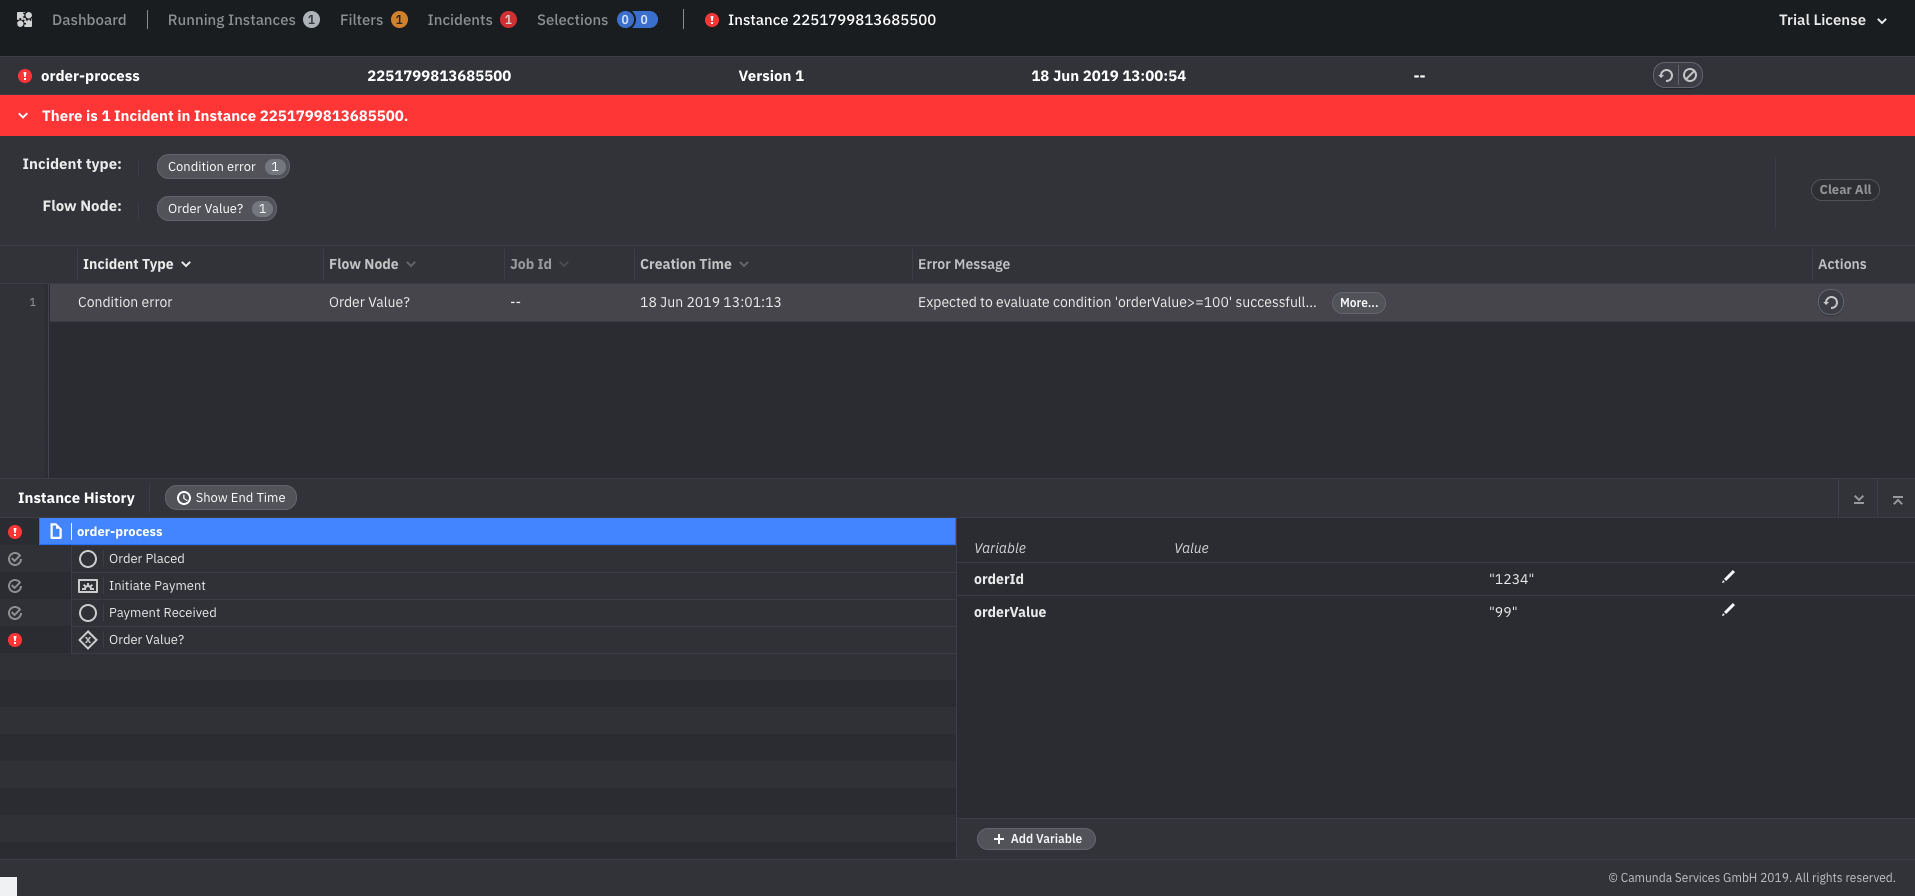 Dashboard Running Instances 1 Filters 1 Incidents 1 Selections 0 0 Instance 2251799813685500 Trial License
order-process 2251799813685500 Version 1 18 Jun 2019 13:00:54 --
There is 1 Incident in Instance 2251799813685500.
Incident type: Condition error 1
Clear All
Flow Node: Order Value? 1
Incident Type Flow Node Job Id Creation Time Error Message Actions
1 Condition error Order Value? -- 18 Jun 2019 13:01:13 Expected to evaluate condition 'orderValue>=100' successfull... More...
Instance History Show End Time
order-process
Order Placed
Initiate Payment
Payment Received
Order Value?
Variable Value
orderId "1234"
orderValue "99"
+ Add Variable
© Camunda Services GmbH 2019. All rights reserved.